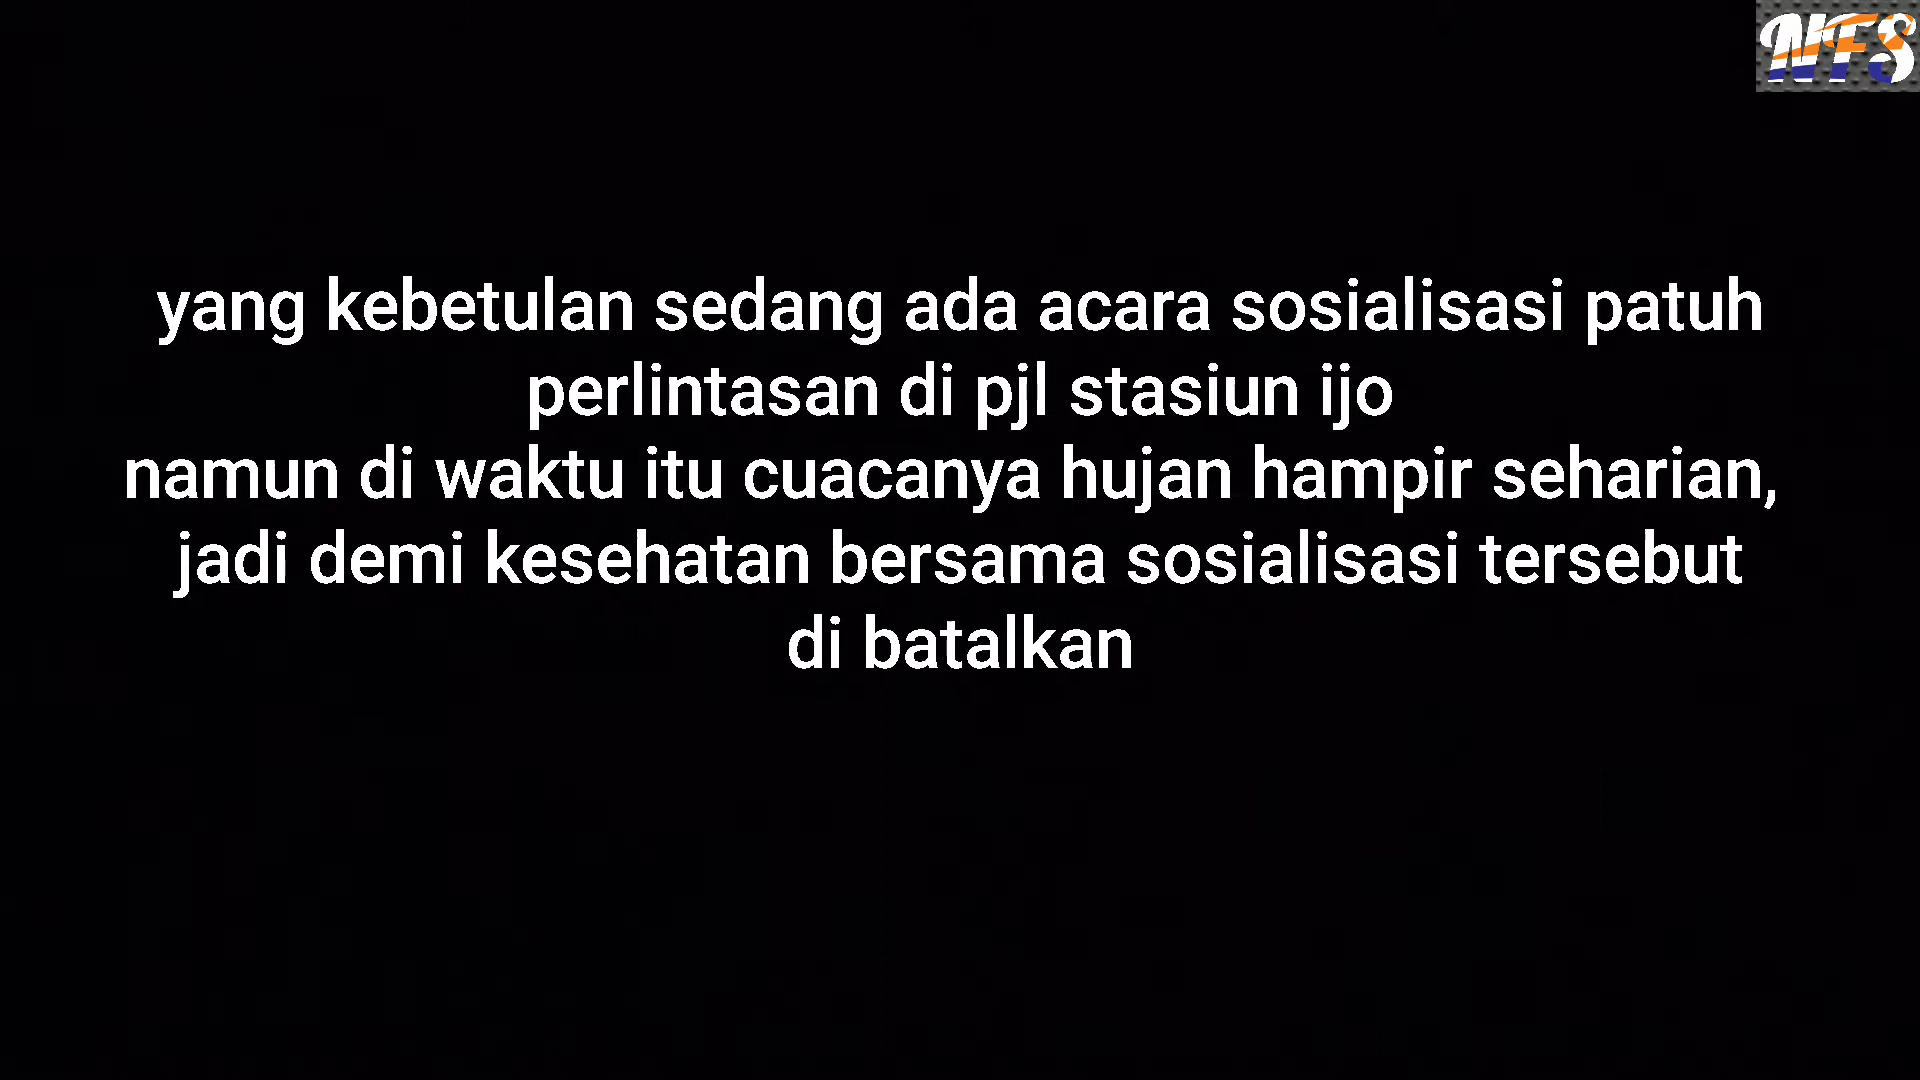 NFS
yang kebetulan sedang ada acara sosialisasi patuh
perlintasan di pjl stasiun ijo
namun di waktu itu cuacanya hujan hampir seharian,
jadi demi kesehatan bersama sosialisasi tersebut
di batalkan